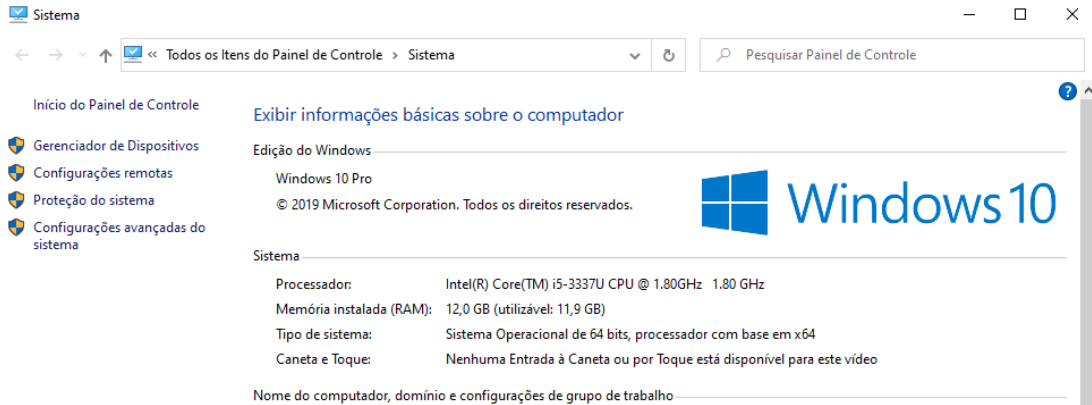 Sistema
« Todos os Itens do Painel de Controle › Sistema
Pesquisar Painel de Controle
Início do Painel de Controle
Gerenciador de Dispositivos
Configurações remotas
Proteção do sistema
Configurações avançadas do
sistema
?
Exibir informações básicas sobre o computador
Edição do Windows
Windows 10 Pro
© 2019 Microsoft Corporation. Todos os direitos reservados.
Windows 10
Sistema
Processador: Intel(R) Core(TM) i5-3337U CPU @ 1.80GHz 1.80 GHz
Memória instalada (RAM): 12,0 GB (utilizável: 11,9 GB)
Tipo de sistema: Sistema Operacional de 64 bits, processador com base em x64
Caneta e Toque: Nenhuma Entrada à Caneta ou por Toque está disponível para este vídeo
Nome do computador, domínio e configurações de grupo de trabalho